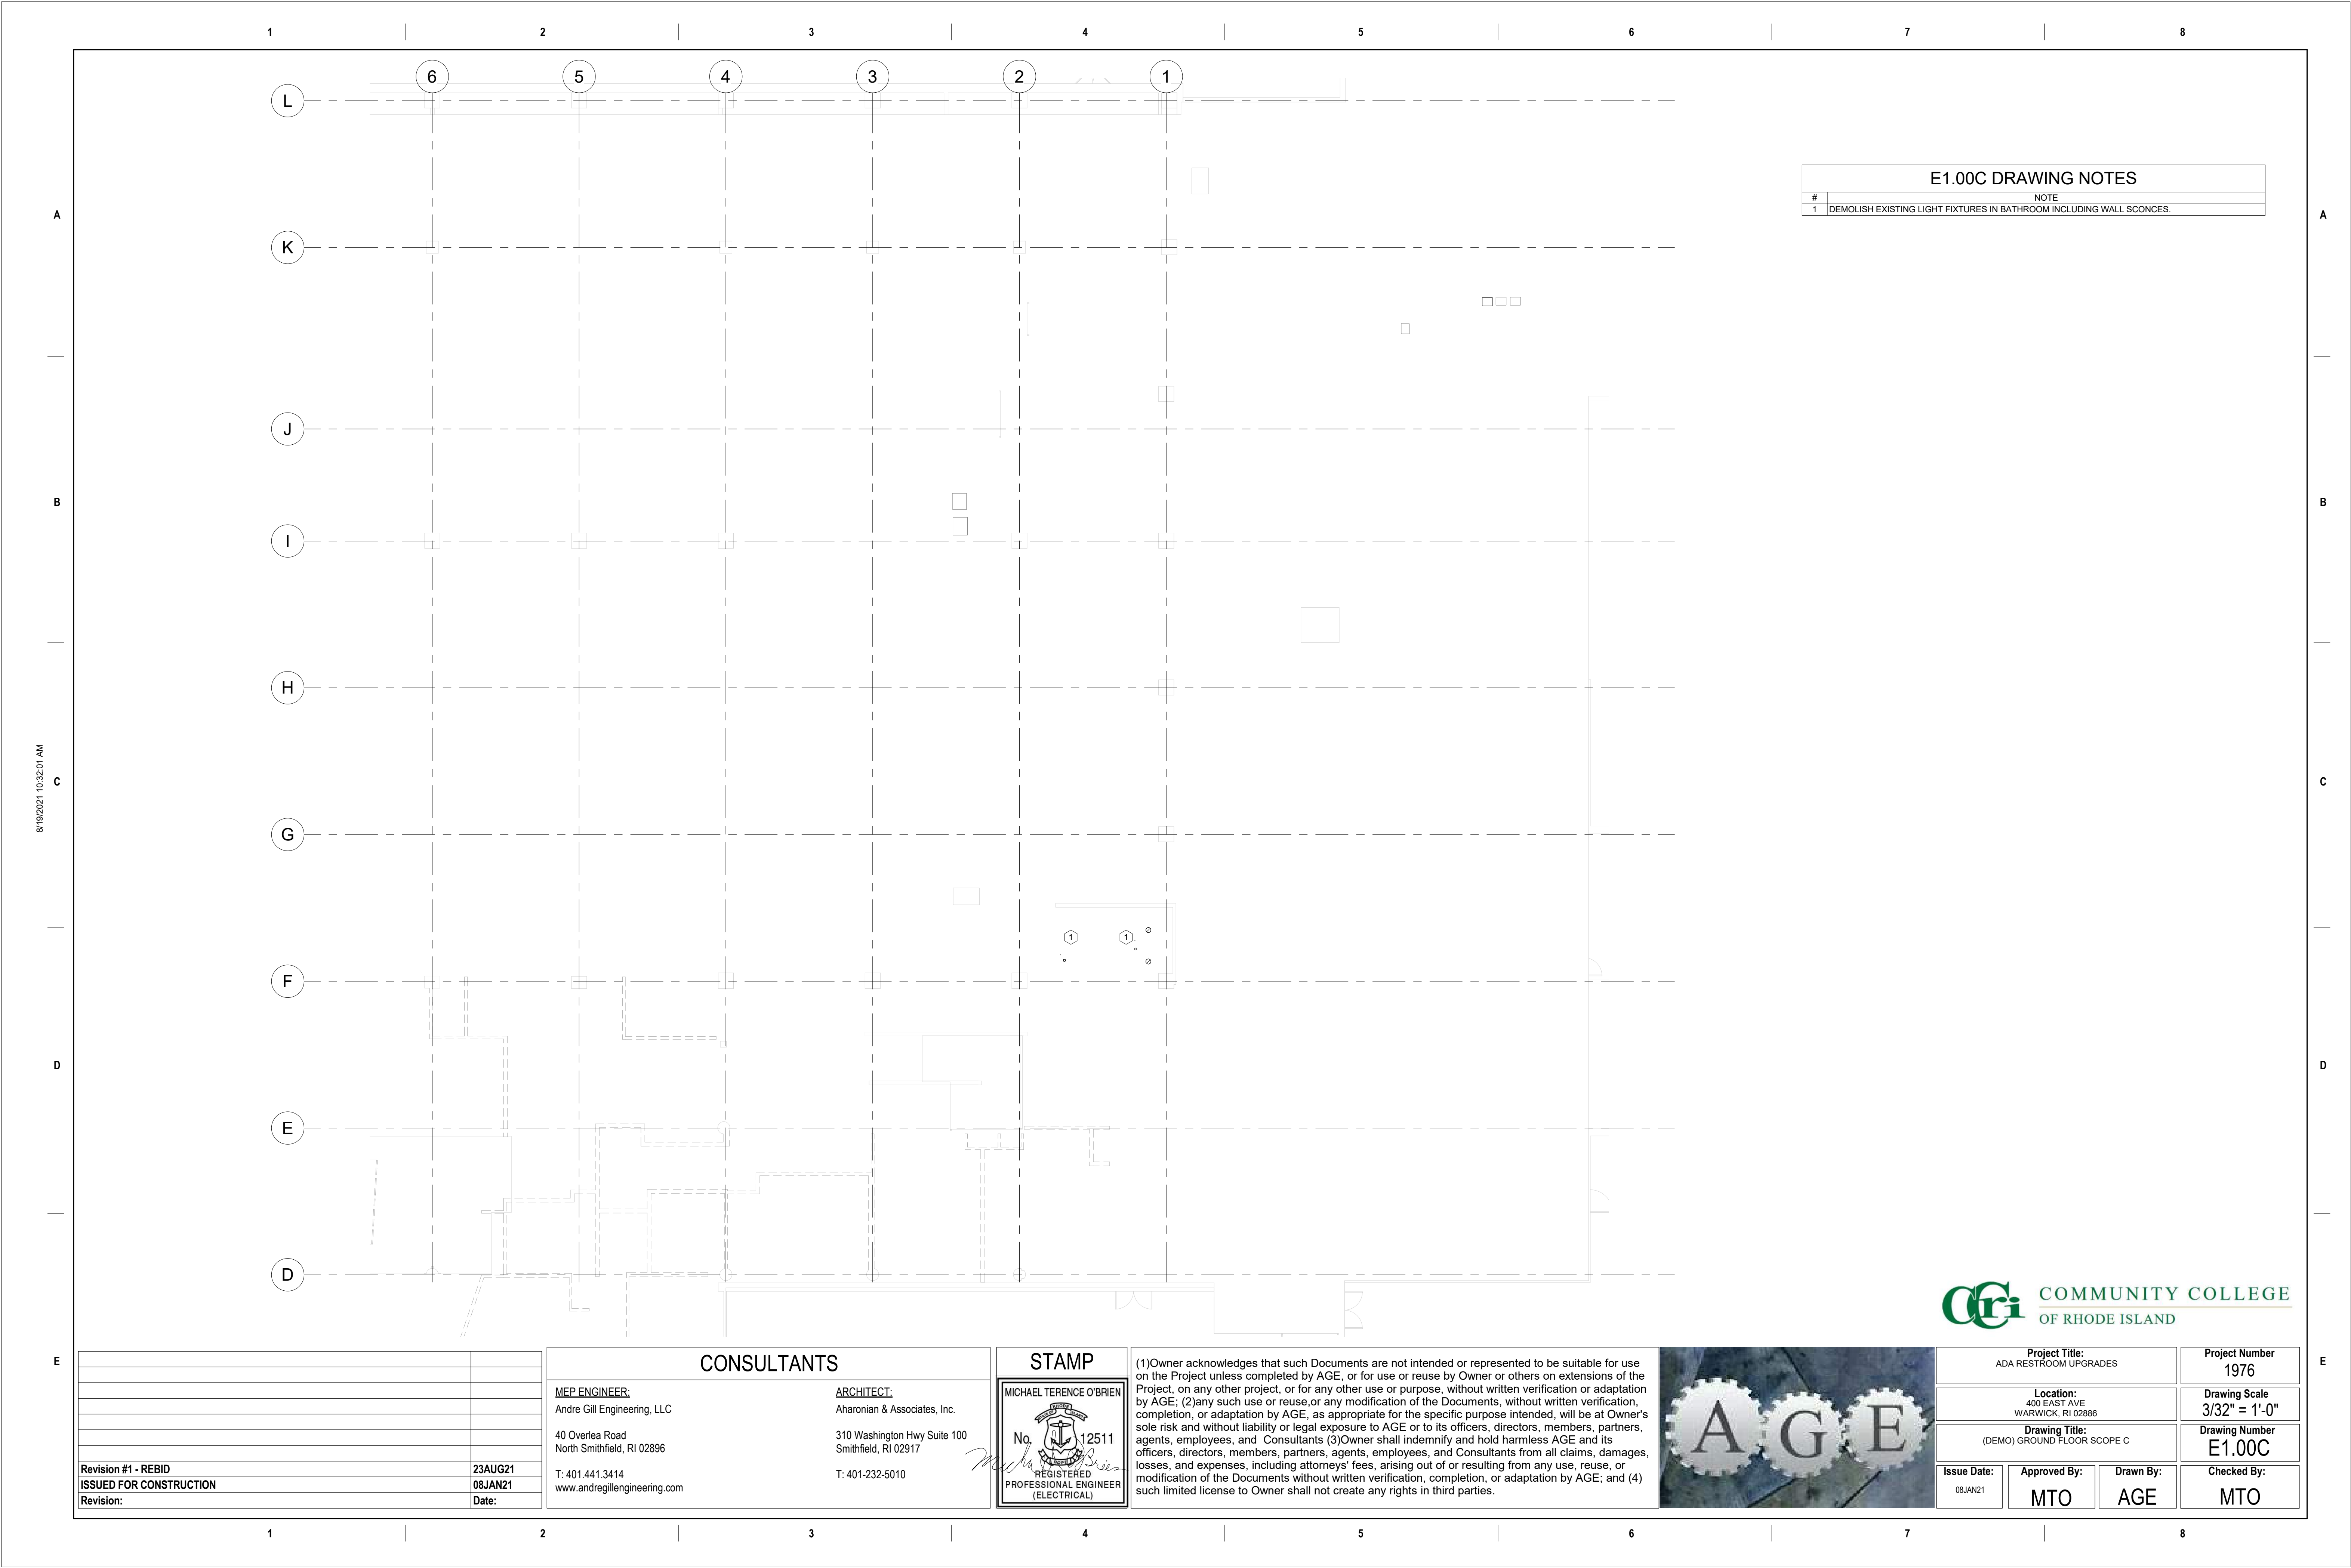 1 2 3 4 5 6 7 8
6 5 4 3 2 1
L
K
J
I
H
G
F
E
D
A
B
C
D
E
A
B
C
D
E
8/19/2021 10:32:01 AM
E1.00C DRAWING NOTES
# NOTE
1 DEMOLISH EXISTING LIGHT FIXTURES IN BATHROOM INCLUDING WALL SCONCES.
1 1
CCri COMMUNITY COLLEGE
OF RHODE ISLAND
Revision #1 - REBID 23AUG21
ISSUED FOR CONSTRUCTION 08JAN21
Revision: Date:
CONSULTANTS
MEP ENGINEER:
Andre Gill Engineering, LLC
40 Overlea Road
North Smithfield, RI 02896
T: 401.441.3414
www.andregillengineering.com
ARCHITECT:
Aharonian & Associates, Inc.
310 Washington Hwy Suite 100
Smithfield, RI 02917
T: 401-232-5010
STAMP
MICHAEL TERENCE O'BRIEN
No. 12511
REGISTERED
PROFESSIONAL ENGINEER
(ELECTRICAL)
(1)Owner acknowledges that such Documents are not intended or represented to be suitable for use
on the Project unless completed by AGE, or for use or reuse by Owner or others on extensions of the
Project, on any other project, or for any other use or purpose, without written verification or adaptation
by AGE; (2)any such use or reuse,or any modification of the Documents, without written verification,
completion, or adaptation by AGE, as appropriate for the specific purpose intended, will be at Owner's
sole risk and without liability or legal exposure to AGE or to its officers, directors, members, partners,
agents, employees, and Consultants (3)Owner shall indemnify and hold harmless AGE and its
officers, directors, members, partners, agents, employees, and Consultants from all claims, damages,
losses, and expenses, including attorneys' fees, arising out of or resulting from any use, reuse, or
modification of the Documents without written verification, completion, or adaptation by AGE; and (4)
such limited license to Owner shall not create any rights in third parties.
AGE
Project Title:
ADA RESTROOM UPGRADES
Location:
400 EAST AVE
WARWICK, RI 02886
Drawing Title:
(DEMO) GROUND FLOOR SCOPE C
Issue Date:
08JAN21
Approved By:
MTO
Drawn By:
AGE
Project Number
1976
Drawing Scale
3/32" = 1'-0"
Drawing Number
E1.00C
Checked By:
MTO
1 2 3 4 5 6 7 8